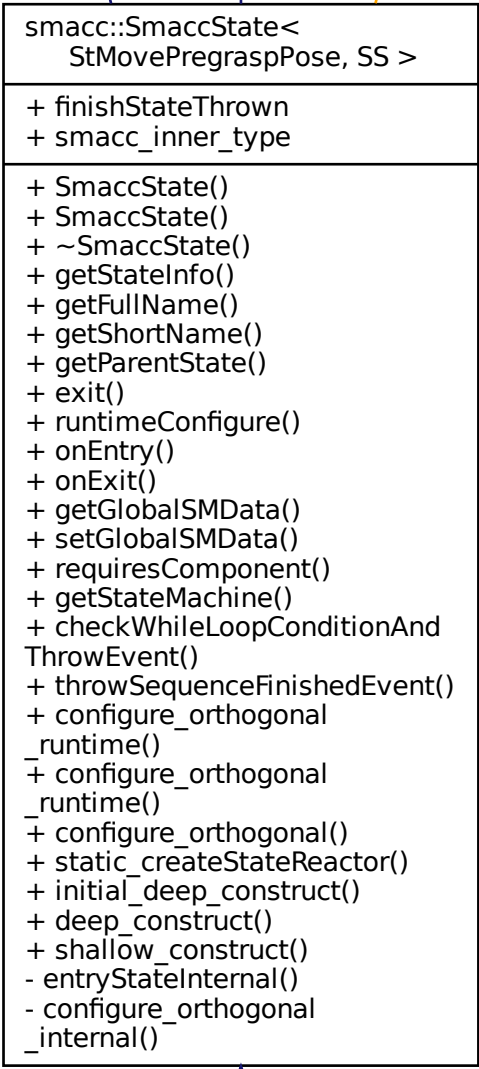 smacc::SmaccState<
StMovePregraspPose, SS >
+ finishStateThrown
+ smacc_inner_type
+ SmaccState()
+ SmaccState()
+ ~SmaccState()
+ getStateInfo()
+ getFullName()
+ getShortName()
+ getParentState()
+ exit()
+ runtimeConfigure()
+ onEntry()
+ onExit()
+ getGlobalSMData()
+ setGlobalSMData()
+ requiresComponent()
+ getStateMachine()
+ checkWhileLoopConditionAnd
ThrowEvent()
+ throwSequenceFinishedEvent()
+ configure_orthogonal
_runtime()
+ configure_orthogonal
_runtime()
+ configure_orthogonal()
+ static_createStateReactor()
+ initial_deep_construct()
+ deep_construct()
+ shallow_construct()
- entryStateInternal()
- configure_orthogonal
_internal()